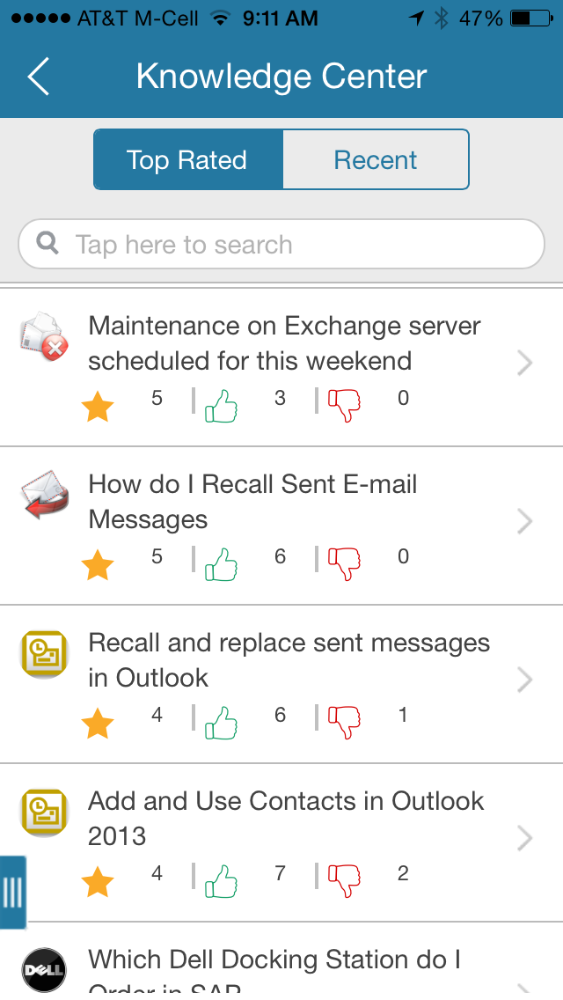 AT&T M-Cell 9:11 AM 47%
Knowledge Center
Top Rated Recent
Tap here to search
Maintenance on Exchange server
scheduled for this weekend
5 3 0
How do I Recall Sent E-mail
Messages
5 6 0
Recall and replace sent messages
in Outlook
4 6 1
Add and Use Contacts in Outlook
2013
4 7 2
DELL
Which Dell Docking Station do I
Order in SAP